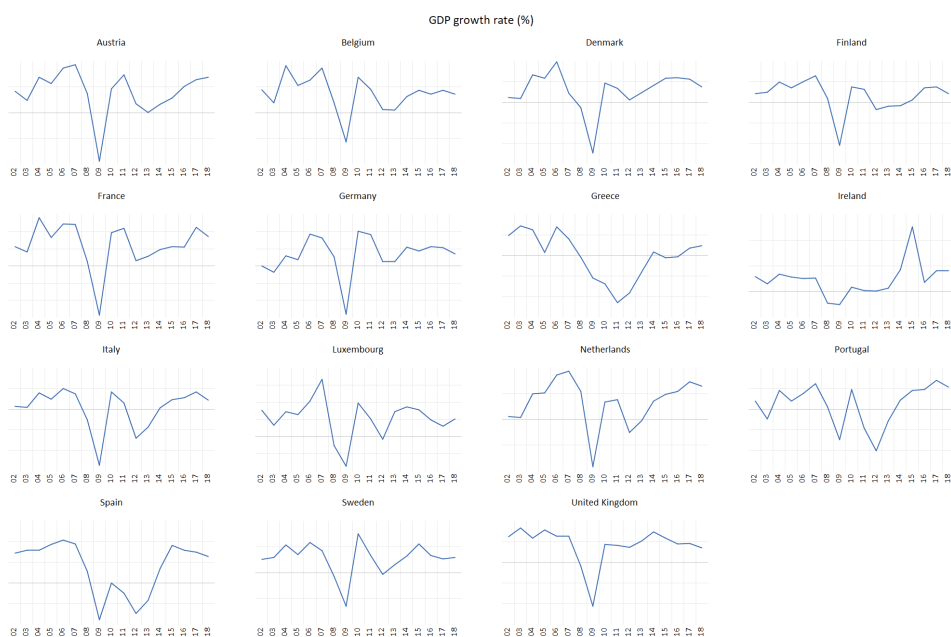 GDP growth rate (%)
Austria Belgium Denmark Finland
02 03 04 05 06 07 08 09 10 11 12 13 14 15 16 17 18 02 03 04 05 06 07 08 09 10 11 12 13 14 15 16 17 18 02 03 04 05 06 07 08 09 10 11 12 13 14 15 16 17 18 02 03 04 05 06 07 08 09 10 11 12 13 14 15 16 17 18
France Germany Greece Ireland
02 03 04 05 06 07 08 09 10 11 12 13 14 15 16 17 18 02 03 04 05 06 07 08 09 10 11 12 13 14 15 16 17 18 02 03 04 05 06 07 08 09 10 11 12 13 14 15 16 17 18 02 03 04 05 06 07 08 09 10 11 12 13 14 15 16 17 18
Italy Luxembourg Netherlands Portugal
02 03 04 05 06 07 08 09 10 11 12 13 14 15 16 17 18 02 03 04 05 06 07 08 09 10 11 12 13 14 15 16 17 18 02 03 04 05 06 07 08 09 10 11 12 13 14 15 16 17 18 02 03 04 05 06 07 08 09 10 11 12 13 14 15 16 17 18
Spain Sweden United Kingdom
02 03 04 05 06 07 08 09 10 11 12 13 14 15 16 17 18 02 03 04 05 06 07 08 09 10 11 12 13 14 15 16 17 18 02 03 04 05 06 07 08 09 10 11 12 13 14 15 16 17 18